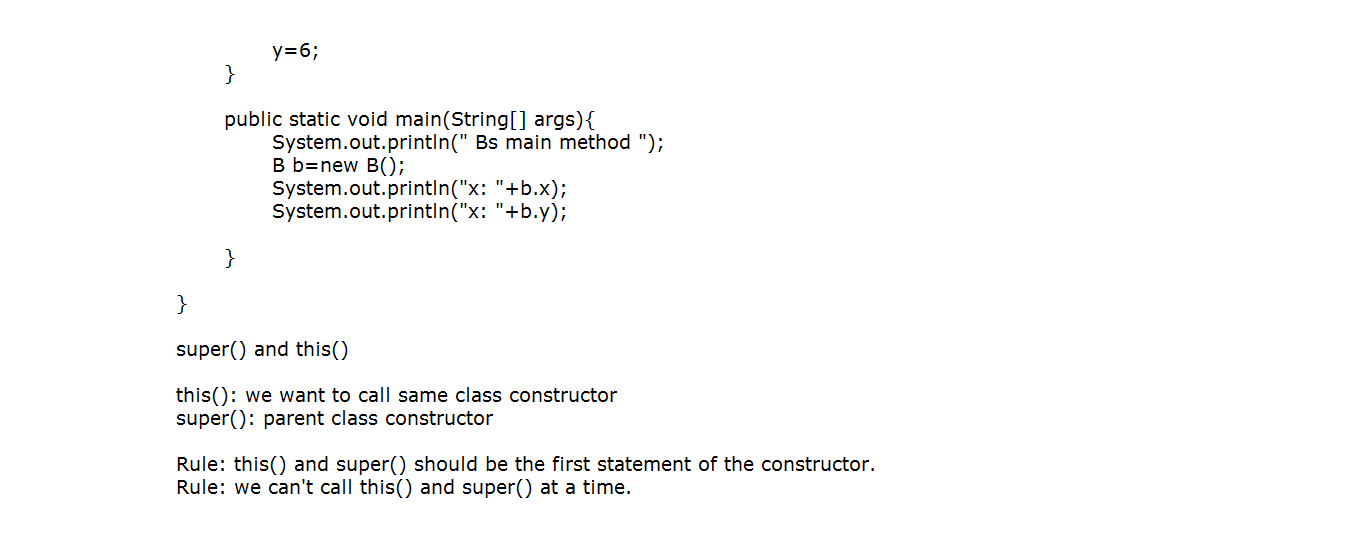 y=6;
}
public static void main(String[] args){
System.out.println(" Bs main method ");
B b=new B();
System.out.println("x: "+b.x);
System.out.println("x: "+b.y);
}
}
super() and this()
this(): we want to call same class constructor
super(): parent class constructor
Rule: this() and super() should be the first statement of the constructor.
Rule: we can't call this() and super() at a time.